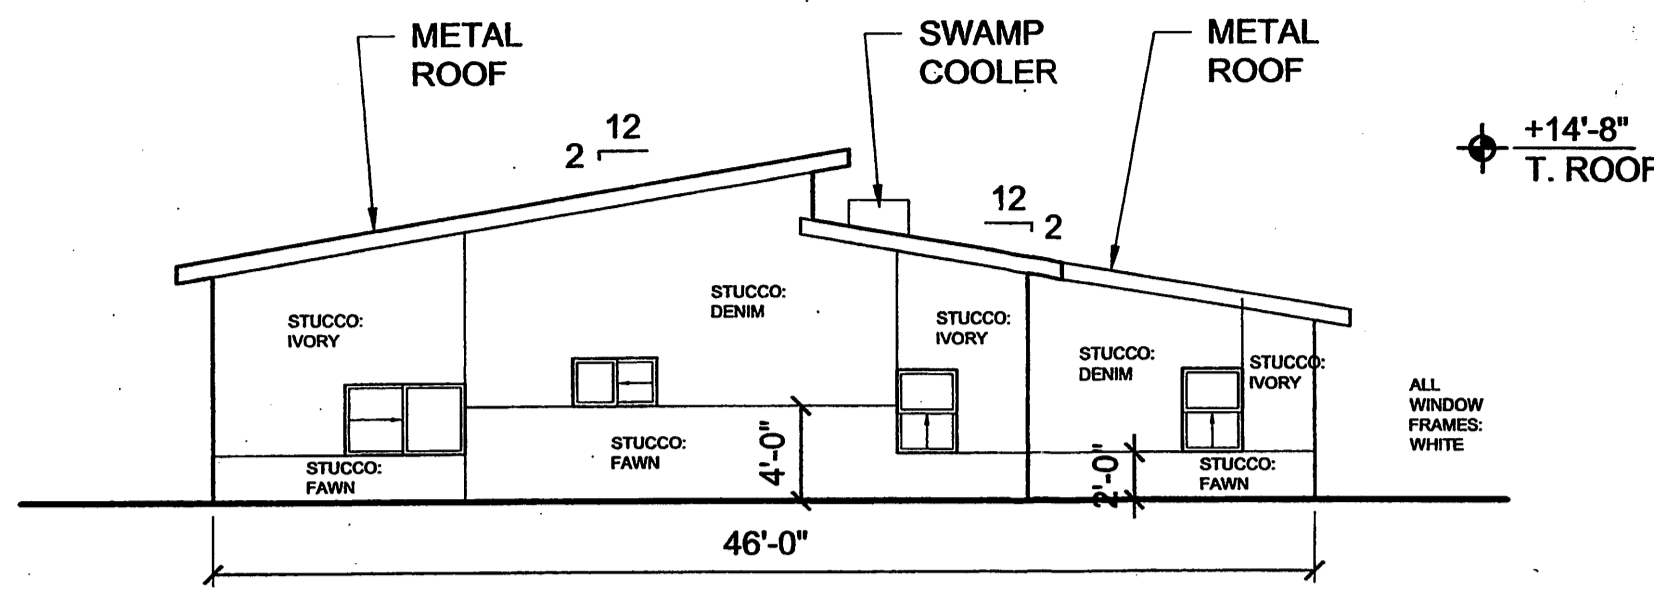 METAL
ROOF
SWAMP
COOLER
METAL
ROOF
12
2
12
2
+14'-8"
T. ROOF
STUCCO:
IVORY
STUCCO:
DENIM
STUCCO:
IVORY
STUCCO:
DENIM
STUCCO:
IVORY
ALL
WINDOW
FRAMES:
WHITE
STUCCO:
FAWN
STUCCO:
FAWN
4'-0"
2'-0"
STUCCO:
FAWN
46'-0"